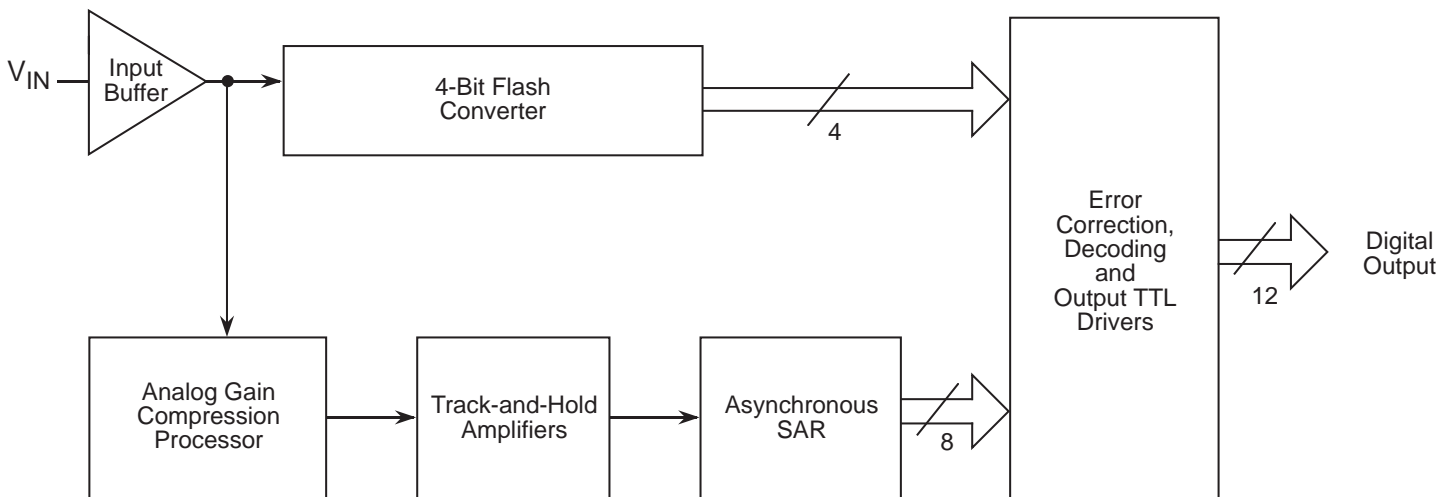 V_IN
Input
Buffer
4-Bit Flash
Converter
4
Error
Correction,
Decoding
and
Output TTL
Drivers
12
Digital
Output
Analog Gain
Compression
Processor
Track-and-Hold
Amplifiers
Asynchronous
SAR
8